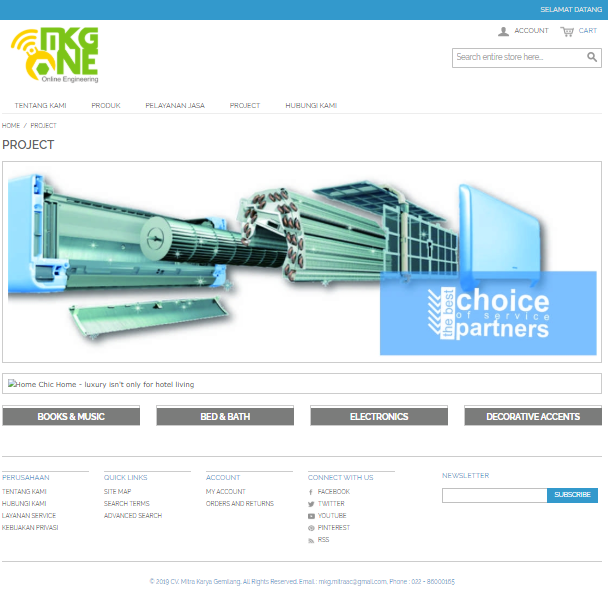 SELAMAT DATANG
ACCOUNT CART
MKG
ONE
Online Engineering
Search entire store here...
TENTANG KAMI PRODUK PELAYANAN JASA PROJECT HUBUNGI KAMI
HOME / PROJECT
PROJECT
the best choice
of service
partners
Home Chic Home - luxury isn't only for hotel living
BOOKS & MUSIC BED & BATH ELECTRONICS DECORATIVE ACCENTS
PERUSAHAAN
TENTANG KAMI
HUBUNGI KAMI
LAYANAN SERVICE
KEBIJAKAN PRIVASI
QUICK LINKS
SITE MAP
SEARCH TERMS
ADVANCED SEARCH
ACCOUNT
MY ACCOUNT
ORDERS AND RETURNS
CONNECT WITH US
FACEBOOK
TWITTER
YOUTUBE
PINTEREST
RSS
NEWSLETTER
SUBSCRIBE
© 2019 CV. Mitra Karya Gemilang. All Rights Reserved. Email : mkg.mitraac@gmail.com, Phone : 022 - 86000165